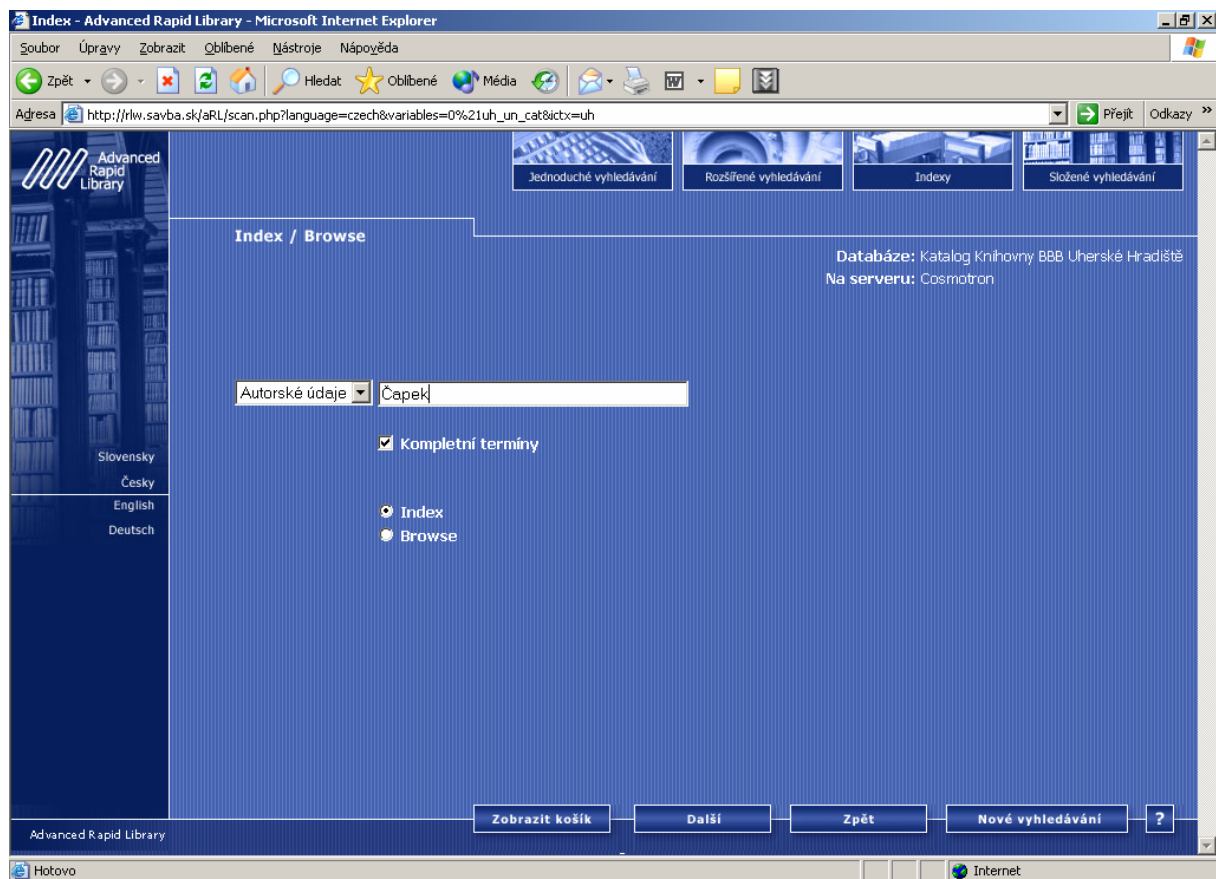 Index - Advanced Rapid Library - Microsoft Internet Explorer
Soubor Úpravy Zobrazit Oblíbené Nástroje Nápověda
Zpět Hledat Oblíbené Média
Adresa http://rlw.savba.sk/aRL/scan.php?language=czech&variables=0%21uh_un_cat&ictx=uh Přejít Odkazy »
Advanced
Rapid
Library
Jednoduché vyhledávání Rozšířené vyhledávání Indexy Složené vyhledávání
Index / Browse
Databáze: Katalog Knihovny BBB Uherské Hradiště
Na serveru: Cosmotron
Autorské údaje Čapek
Kompletní termíny
Slovensky
Česky
English
Deutsch
Index
Browse
Zobrazit košík Další Zpět Nové vyhledávání ?
Advanced Rapid Library
Hotovo Internet